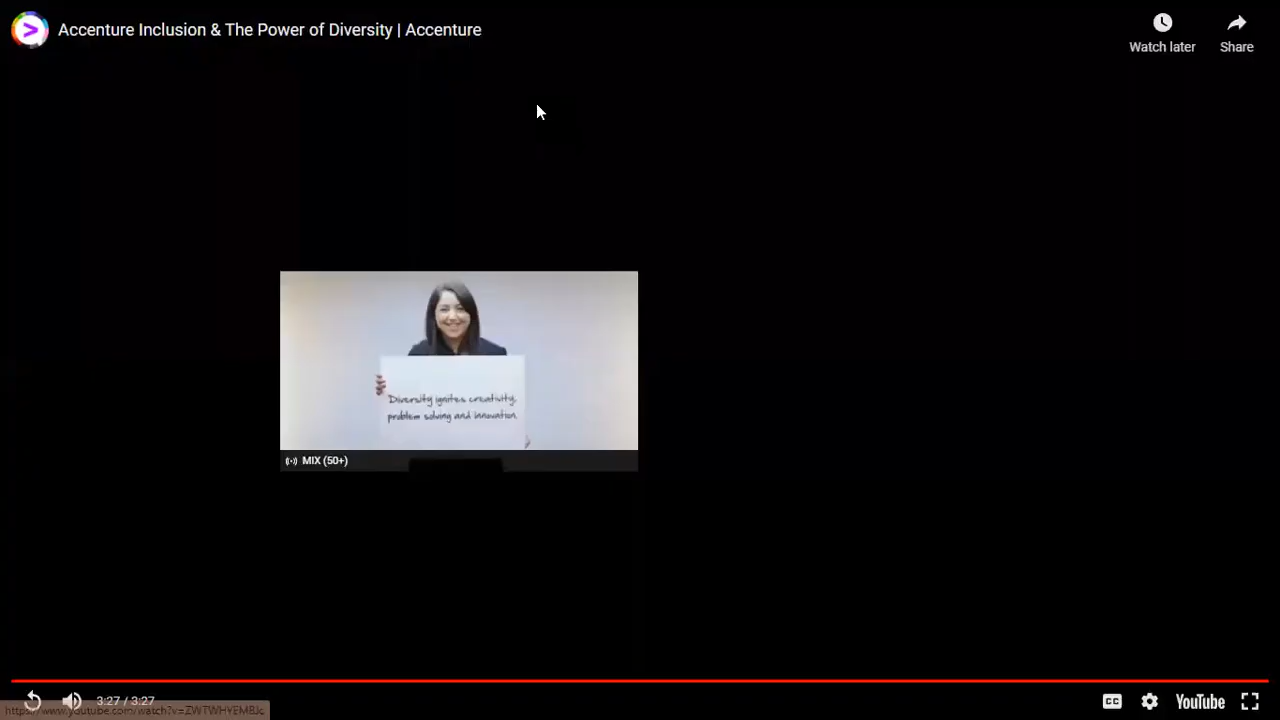 Accenture Inclusion & The Power of Diversity | Accenture
Watch later
Share
Diversity ignites creativity,
problem solving and innovation.
MIX (50+)
3:27 / 3:27
CC
YouTube